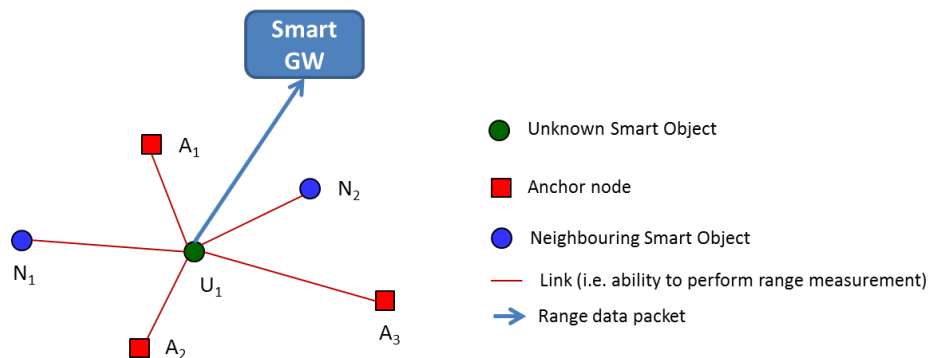 Smart
GW
A₁
N₂
N₁
U₁
A₂
A₃
Unknown Smart Object
Anchor node
Neighbouring Smart Object
Link (i.e. ability to perform range measurement)
Range data packet